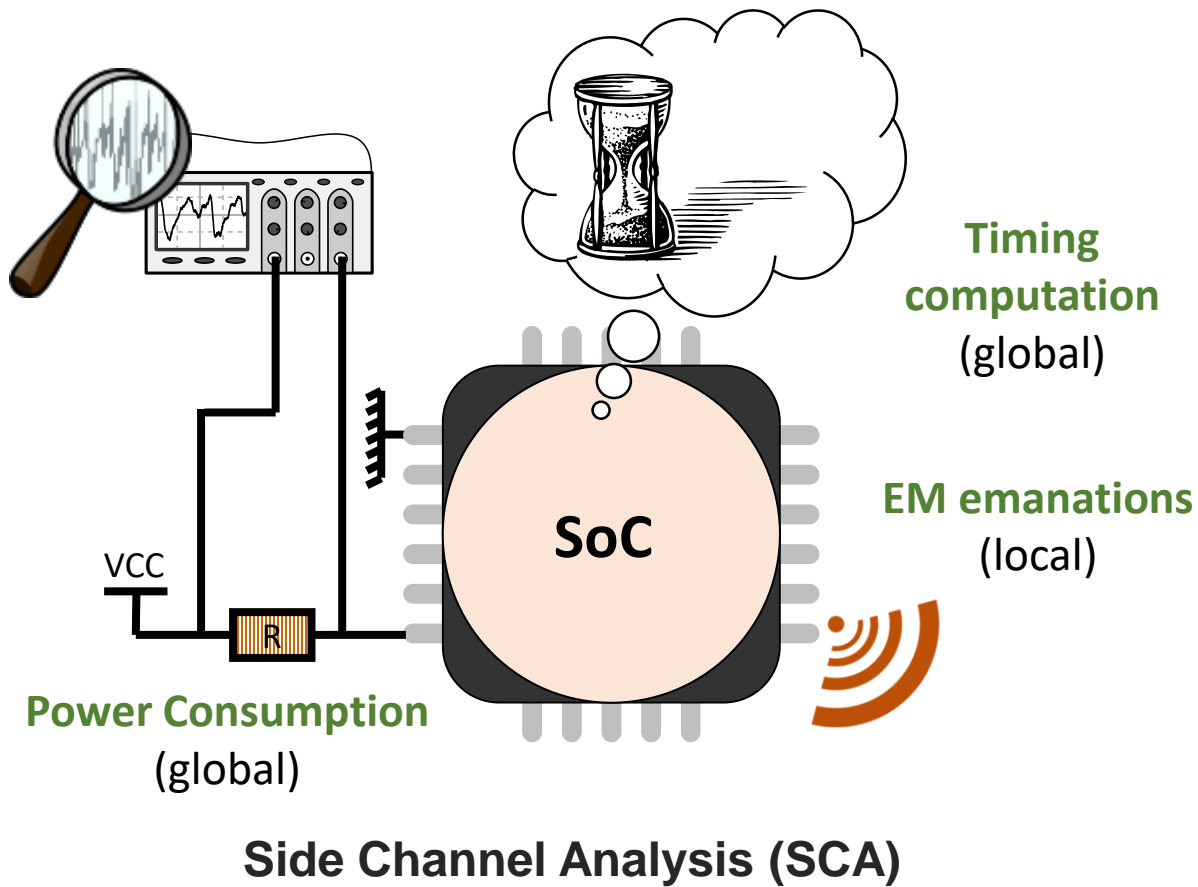 Timing
computation
(global)
EM emanations
(local)
SoC
VCC
R
Power Consumption
(global)
Side Channel Analysis (SCA)